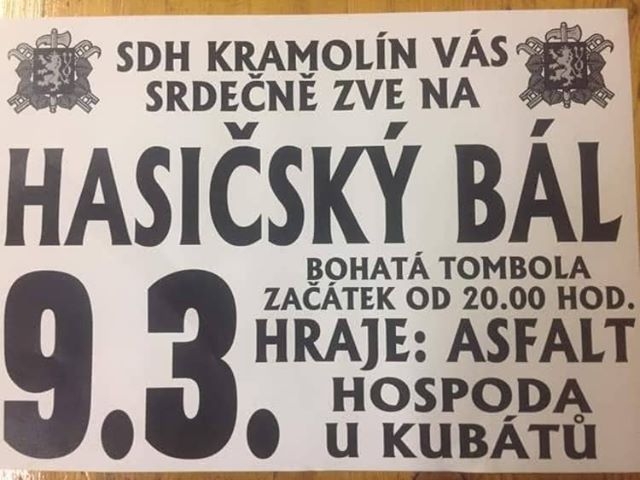 SDH KRAMOLÍN VÁS
SRDEČNĚ ZVE NA
HASIČSKÝ BÁL
9.3.
BOHATÁ TOMBOLA
ZAČÁTEK OD 20.00 HOD.
HRAJE: ASFALT
HOSPODA
U KUBÁTŮ